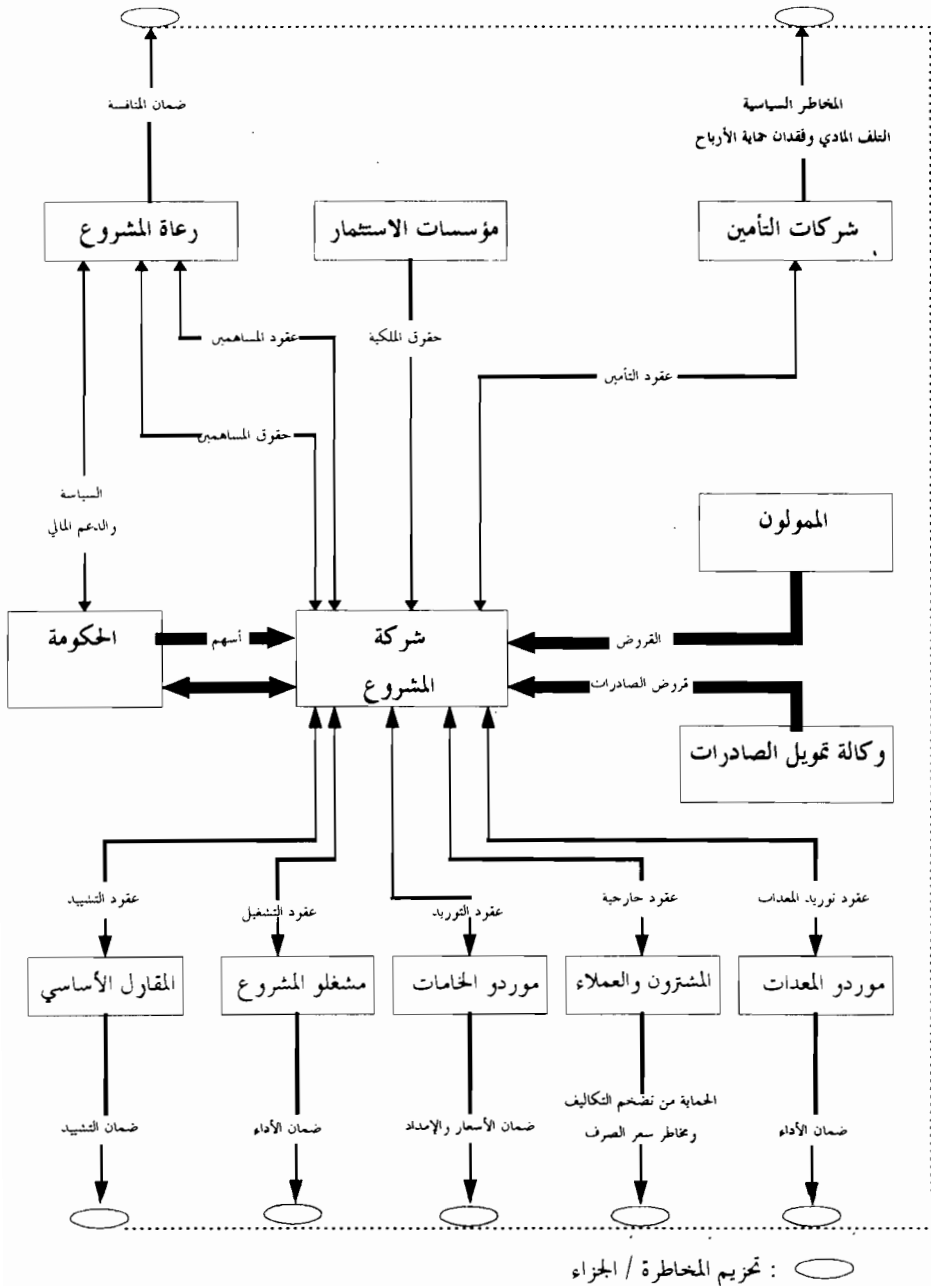 ضمان المنافسة
المخاطر السياسية
التلف المادي وفقدان حماية الأرباح
رعاة المشروع
مؤسسات الاستثمار
شركات التأمين
عقود المساهمين
حقوق الملكية
عقود التأمين
حقوق المساهمين
السياسة
والدعم المالي
الممولون
الحكومة
أسهم
شركة
المشروع
القروض
قروض الصادرات
وكالة تمويل الصادرات
عقود التشييد
عقود التشغيل
عقود التوريد
عقود خارجية
عقود توريد المعدات
المقاول الأساسي
مشغلو المشروع
موردو الخامات
المشترون والعملاء
موردو المعدات
ضمان التشييد
ضمان الأداء
ضمان الأسعار والإمداد
الحماية من تضخم التكاليف
ومخاطر سعر الصرف
ضمان الأداء
: تحزيم المخاطرة / الجزاء